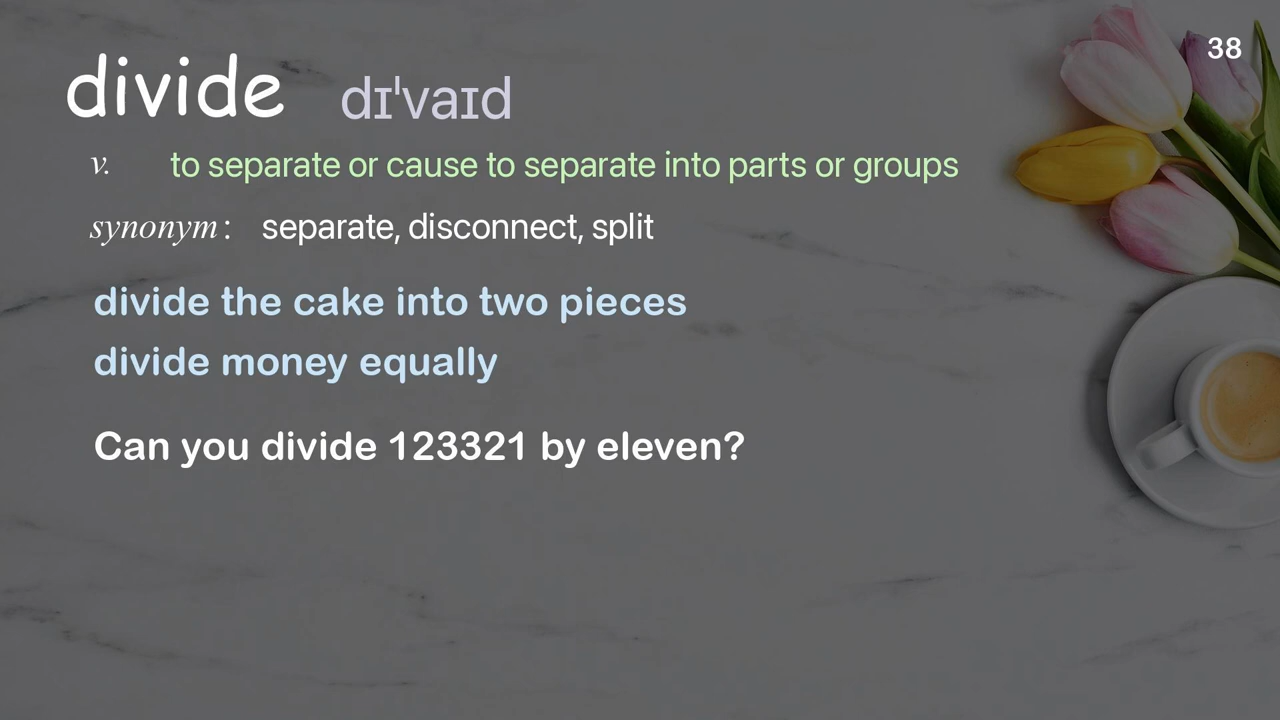 38
divide dɪˈvaɪd
v. to separate or cause to separate into parts or groups
synonym: separate, disconnect, split
divide the cake into two pieces
divide money equally
Can you divide 123321 by eleven?